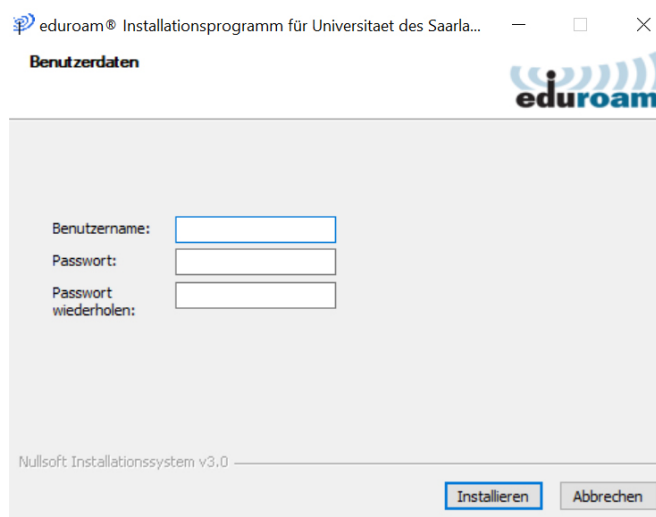 eduroam® Installationsprogramm für Universitaet des Saarla...
Benutzerdaten
eduroam
Benutzername:
Passwort:
Passwort
wiederholen:
Nullsoft Installationssystem v3.0
Installieren Abbrechen